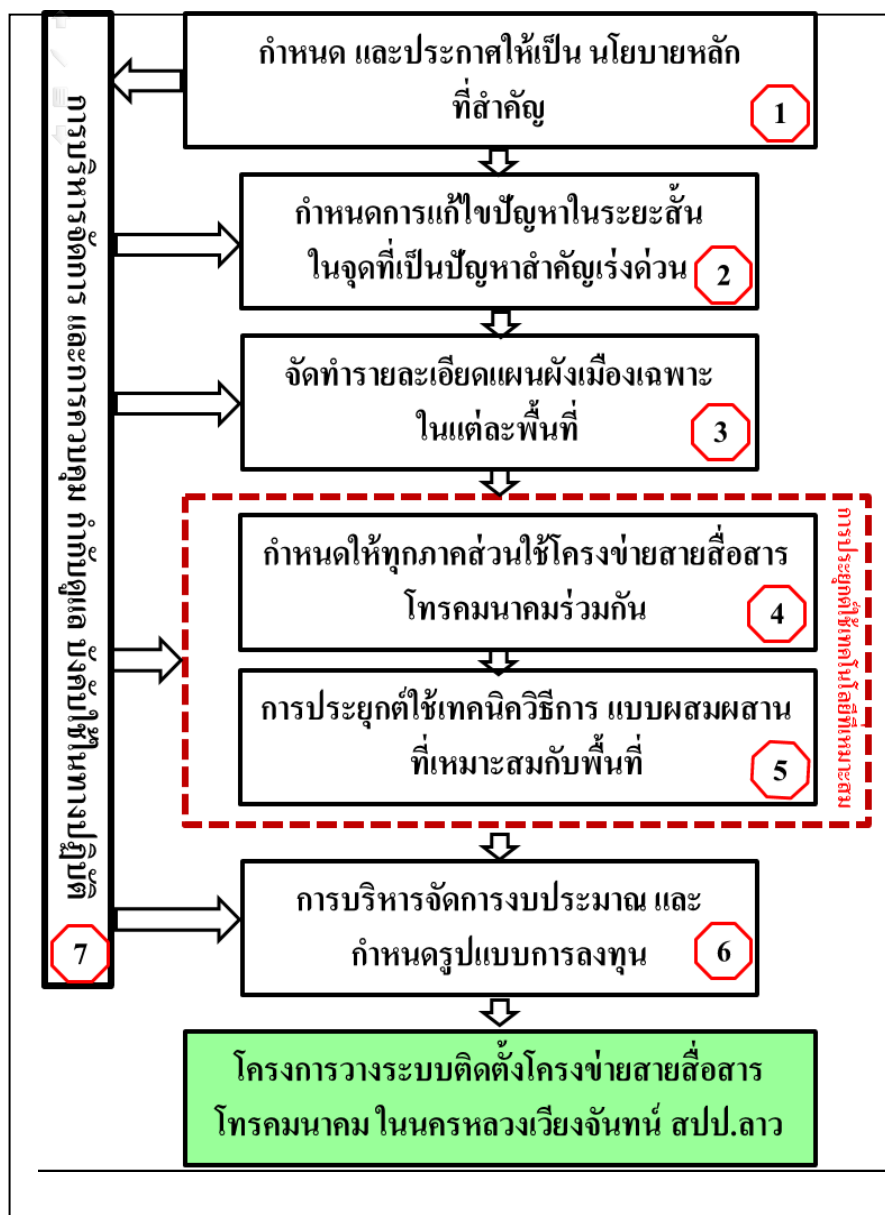 กำหนด และประกาศให้เป็น นโยบายหลัก
ที่สำคัญ
1
กำหนดการแก้ไขปัญหาในระยะสั้น
ในจุดที่เป็นปัญหาสำคัญเร่งด่วน
2
จัดทำรายละเอียดแผนผังเมืองเฉพาะ
ในแต่ละพื้นที่
3
กำหนดให้ทุกภาคส่วนใช้โครงข่ายสายสื่อสาร
โทรคมนาคมร่วมกัน
4
การประยุกต์ใช้เทคนิควิธีการ แบบผสมผสาน
ที่เหมาะสมกับพื้นที่
5
การประยุกต์ใช้เทคโนโลยีที่เหมาะสม
การบริหารจัดการงบประมาณ และ
กำหนดรูปแบบการลงทุน
6
การบริหารจัดการ และการควบคุม กำกับดูแล บังคับใช้ในทางปฏิบัติ
7
โครงการวางระบบติดตั้งโครงข่ายสายสื่อสาร
โทรคมนาคม ในนครหลวงเวียงจันทน์ สปป.ลาว